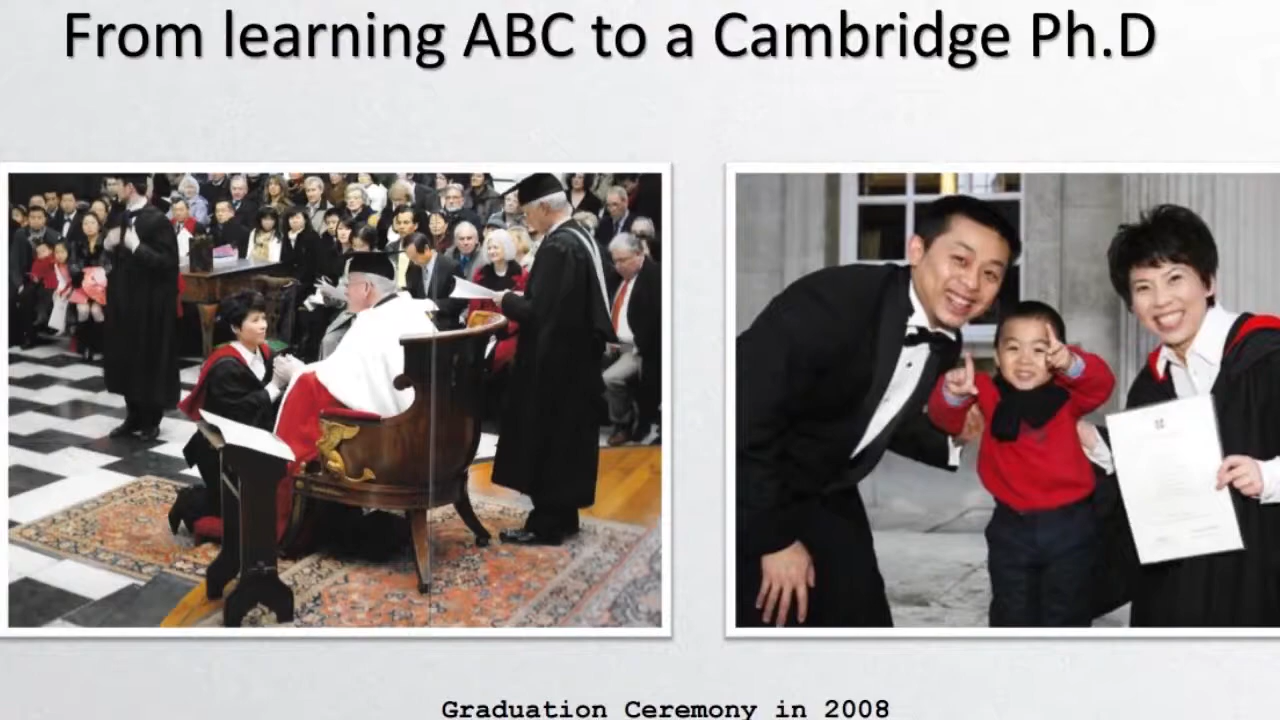 From learning ABC to a Cambridge Ph.D
Graduation Ceremony in 2008